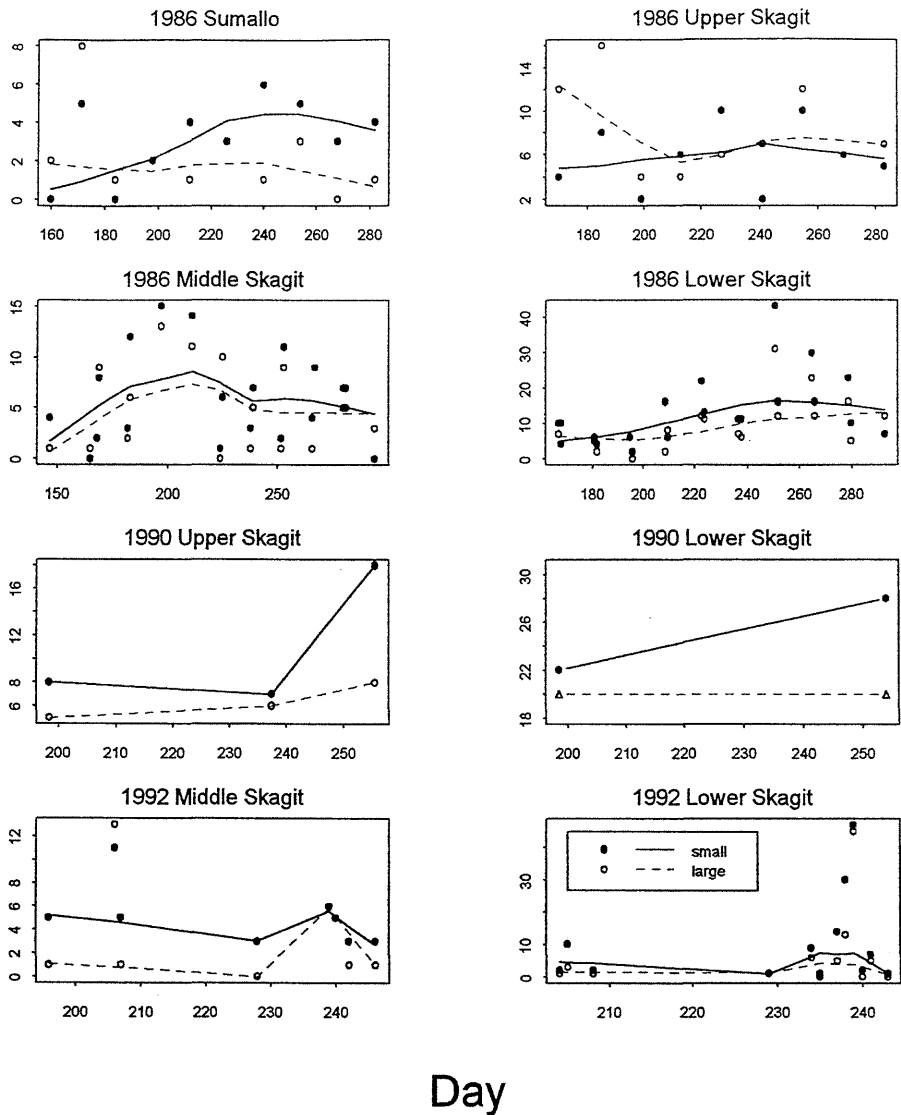 1986 Sumallo
8
6
4
2
0
160 180 200 220 240 260 280
1986 Upper Skagit
14
10
6
2
180 200 220 240 260 280
1986 Middle Skagit
15
10
5
0
150 200 250
1986 Lower Skagit
40
30
20
10
0
180 200 220 240 260 280
1990 Upper Skagit
16
12
8
6
200 210 220 230 240 250
1990 Lower Skagit
30
26
22
18
200 210 220 230 240 250
1992 Middle Skagit
12
8
6
4
2
0
200 210 220 230 240
1992 Lower Skagit
30
10
0
small
large
210 220 230 240
Day